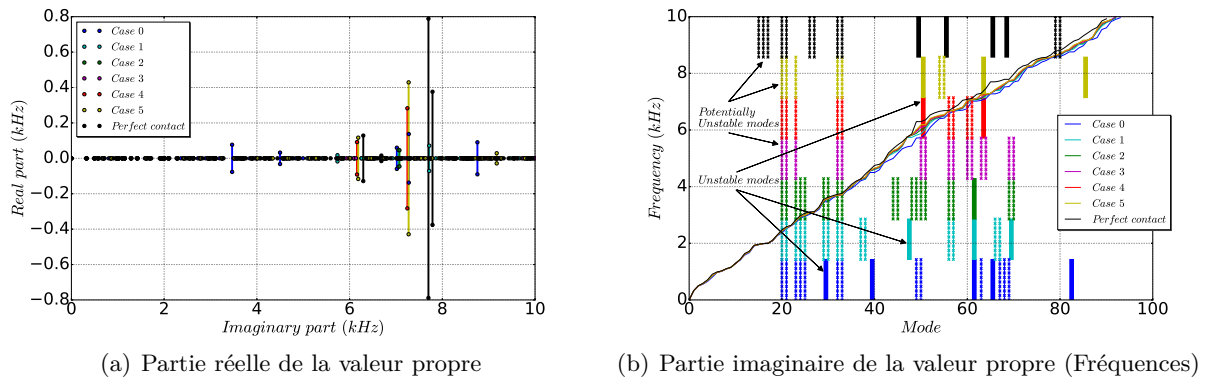 0.8
0.6
0.4
0.2
0.0
−0.2
−0.4
−0.6
−0.8
Real part (kHz)
0 2 4 6 8 10
Imaginary part (kHz)
Case 0
Case 1
Case 2
Case 3
Case 4
Case 5
Perfect contact
(a) Partie réelle de la valeur propre
10
8
6
4
2
0
Frequency (kHz)
0 20 40 60 80 100
Mode
Potentially
Unstable modes
Unstable modes
Case 0
Case 1
Case 2
Case 3
Case 4
Case 5
Perfect contact
(b) Partie imaginaire de la valeur propre (Fréquences)